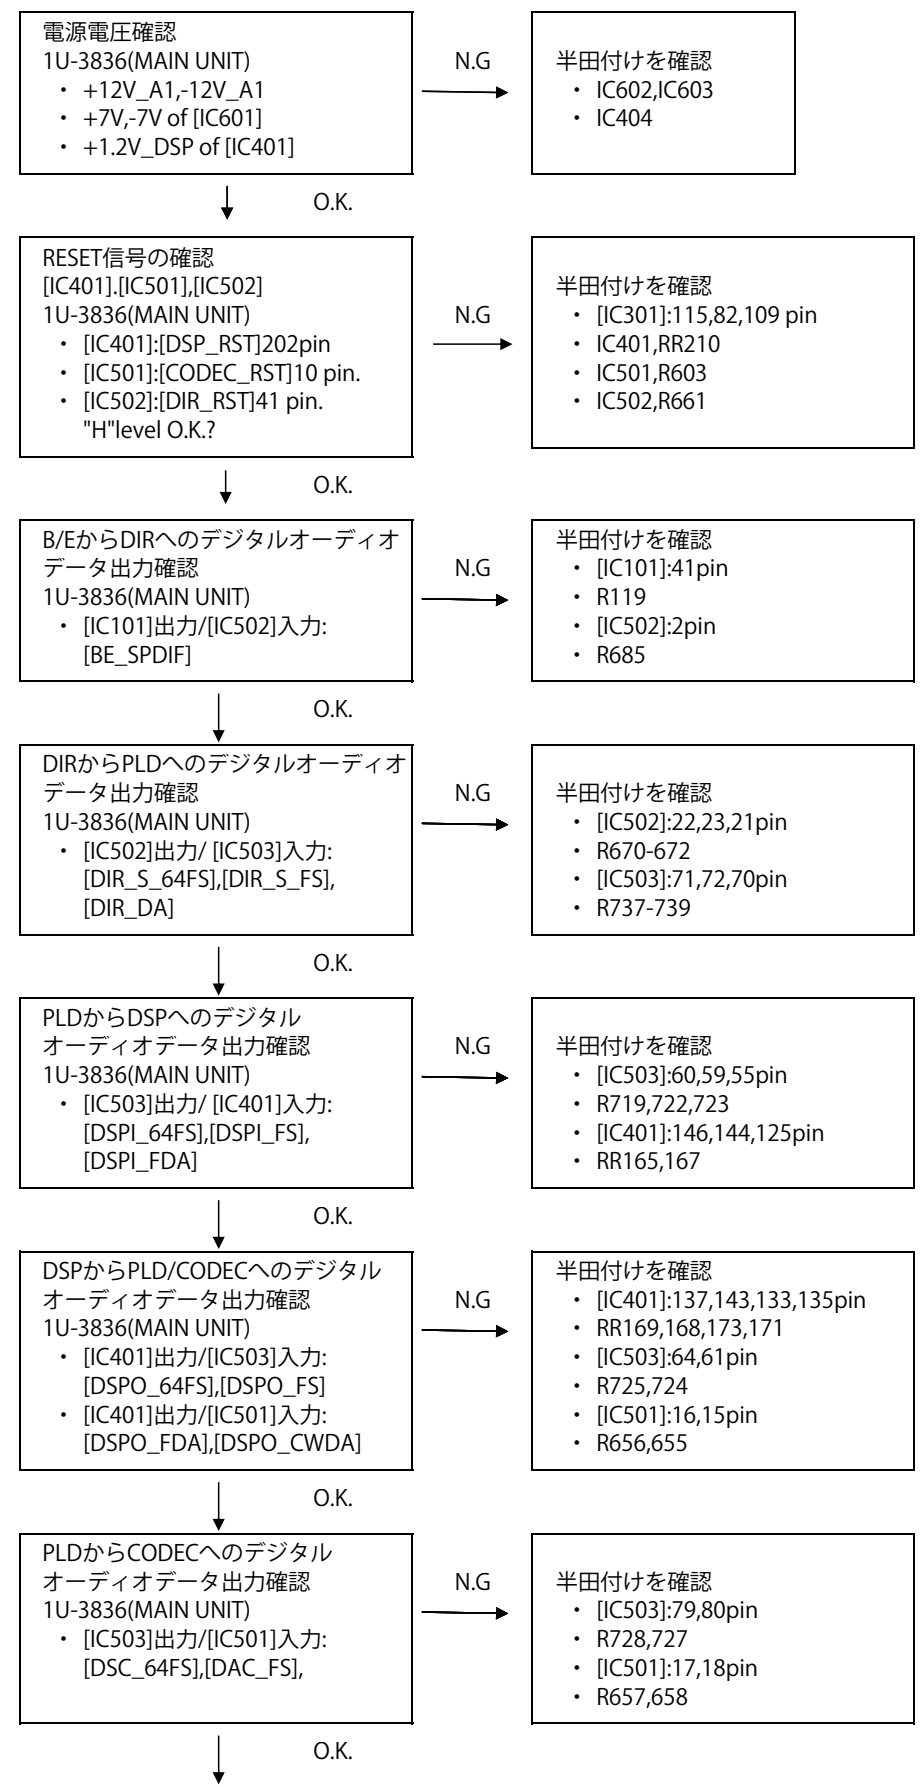 電源電圧確認
1U-3836(MAIN UNIT)
・ +12V_A1,-12V_A1
・ +7V,-7V of [IC601]
・ +1.2V_DSP of [IC401]
N.G
半田付けを確認
・ IC602,IC603
・ IC404
O.K.
RESET信号の確認
[IC401].[IC501],[IC502]
1U-3836(MAIN UNIT)
・ [IC401]:[DSP_RST]202pin
・ [IC501]:[CODEC_RST]10 pin.
・ [IC502]:[DIR_RST]41 pin.
"H"level O.K.?
N.G
半田付けを確認
・ [IC301]:115,82,109 pin
・ IC401,RR210
・ IC501,R603
・ IC502,R661
O.K.
B/EからDIRへのデジタルオーディオ
データ出力確認
1U-3836(MAIN UNIT)
・ [IC101]出力/[IC502]入力:
[BE_SPDIF]
N.G
半田付けを確認
・ [IC101]:41pin
・ R119
・ [IC502]:2pin
・ R685
O.K.
DIRからPLDへのデジタルオーディオ
データ出力確認
1U-3836(MAIN UNIT)
・ [IC502]出力/ [IC503]入力:
[DIR_S_64FS],[DIR_S_FS],
[DIR_DA]
N.G
半田付けを確認
・ [IC502]:22,23,21pin
・ R670-672
・ [IC503]:71,72,70pin
・ R737-739
O.K.
PLDからDSPへのデジタル
オーディオデータ出力確認
1U-3836(MAIN UNIT)
・ [IC503]出力/ [IC401]入力:
[DSPI_64FS],[DSPI_FS],
[DSPI_FDA]
N.G
半田付けを確認
・ [IC503]:60,59,55pin
・ R719,722,723
・ [IC401]:146,144,125pin
・ RR165,167
O.K.
DSPからPLD/CODECへのデジタル
オーディオデータ出力確認
1U-3836(MAIN UNIT)
・ [IC401]出力/[IC503]入力:
[DSPO_64FS],[DSPO_FS]
・ [IC401]出力/[IC501]入力:
[DSPO_FDA],[DSPO_CWDA]
N.G
半田付けを確認
・ [IC401]:137,143,133,135pin
・ RR169,168,173,171
・ [IC503]:64,61pin
・ R725,724
・ [IC501]:16,15pin
・ R656,655
O.K.
PLDからCODECへのデジタル
オーディオデータ出力確認
1U-3836(MAIN UNIT)
・ [IC503]出力/[IC501]入力:
[DSC_64FS],[DAC_FS],
N.G
半田付けを確認
・ [IC503]:79,80pin
・ R728,727
・ [IC501]:17,18pin
・ R657,658
O.K.